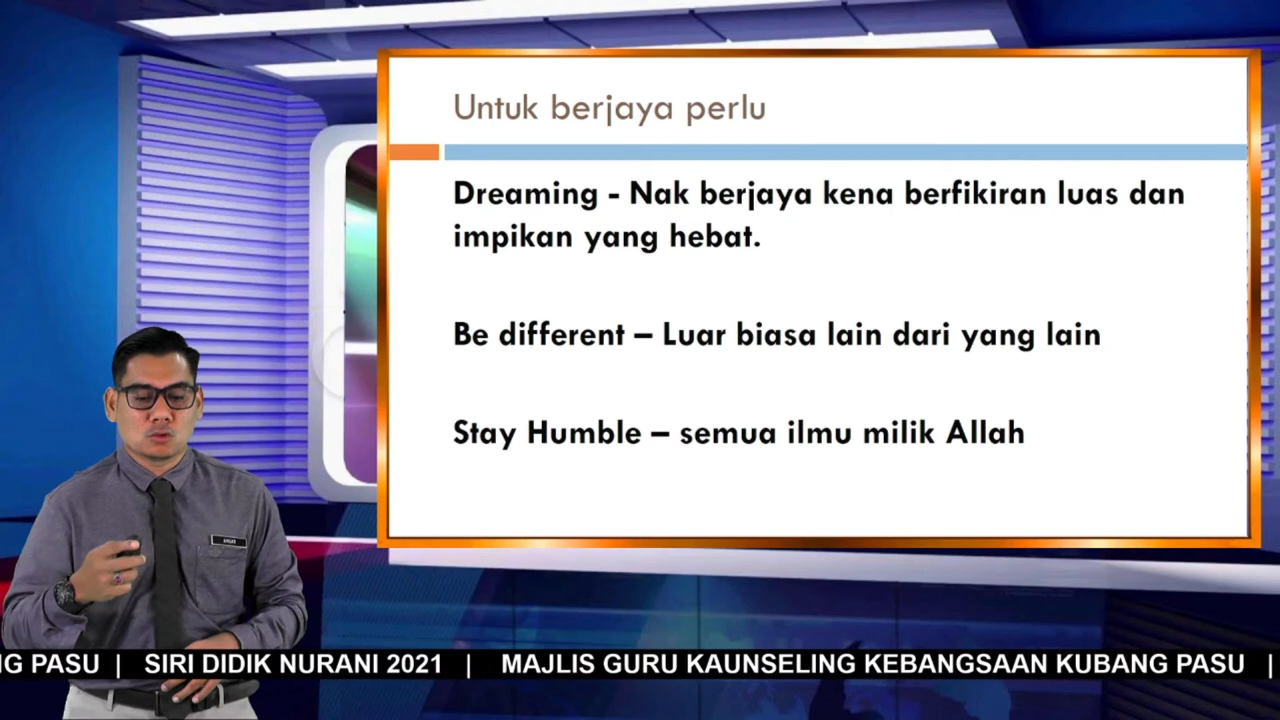 Untuk berjaya perlu
Dreaming - Nak berjaya kena berfikiran luas dan
impikan yang hebat.
Be different – Luar biasa lain dari yang lain
Stay Humble – semua ilmu milik Allah
G PASU | SIRI DIDIK NURANI 2021 | MAJLIS GURU KAUNSELING KEBANGSAAN KUBANG PASU |